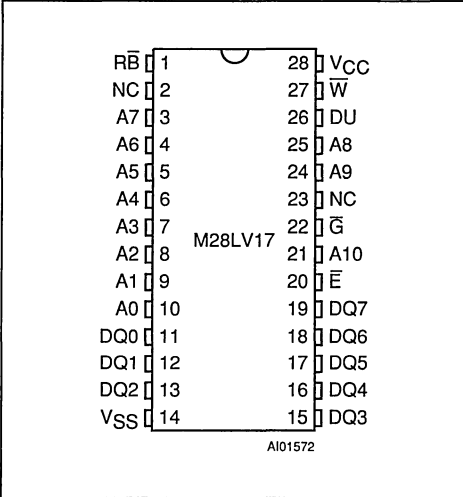 RB̅ 1 28 VCC
NC 2 27 W̅
A7 3 26 DU
A6 4 25 A8
A5 5 24 A9
A4 6 23 NC
A3 7 22 G̅
M28LV17
A2 8 21 A10
A1 9 20 E̅
A0 10 19 DQ7
DQ0 11 18 DQ6
DQ1 12 17 DQ5
DQ2 13 16 DQ4
VSS 14 15 DQ3
AI01572